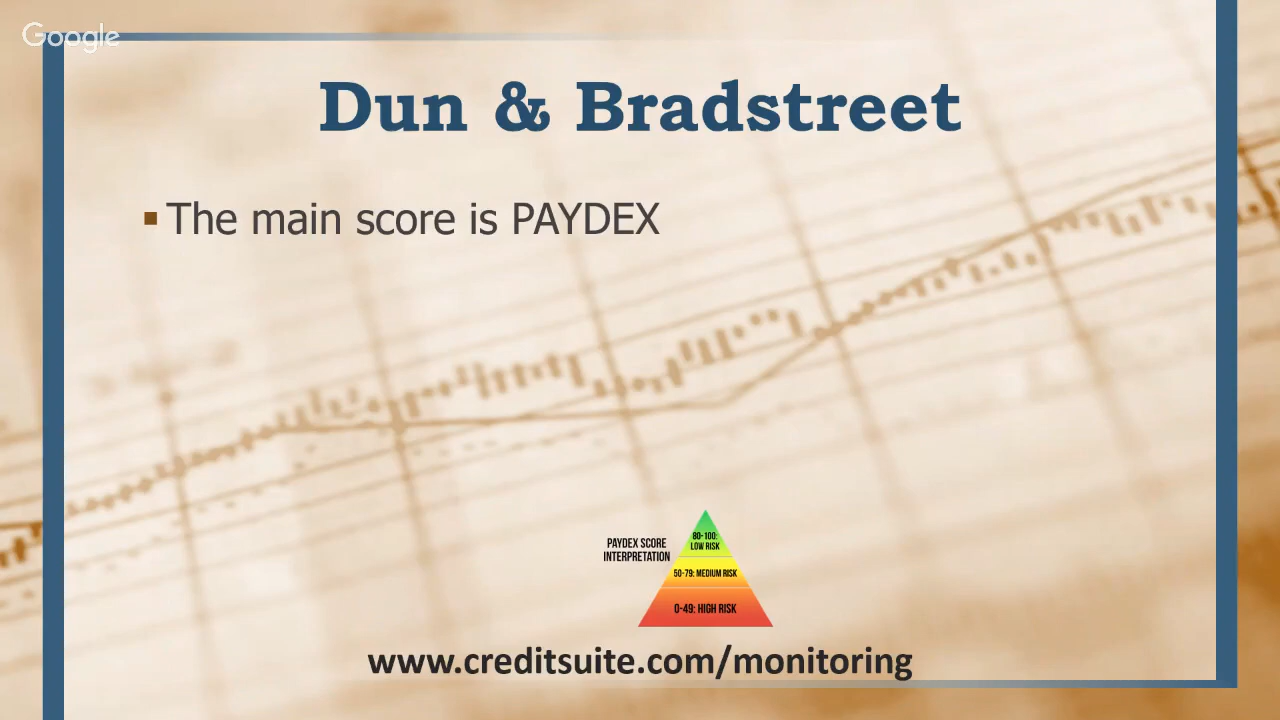 Google
Dun & Bradstreet
The main score is PAYDEX
PAYDEX SCORE
INTERPRETATION
80-100:
LOW RISK
50-79: MEDIUM RISK
0-49: HIGH RISK
www.creditsuite.com/monitoring